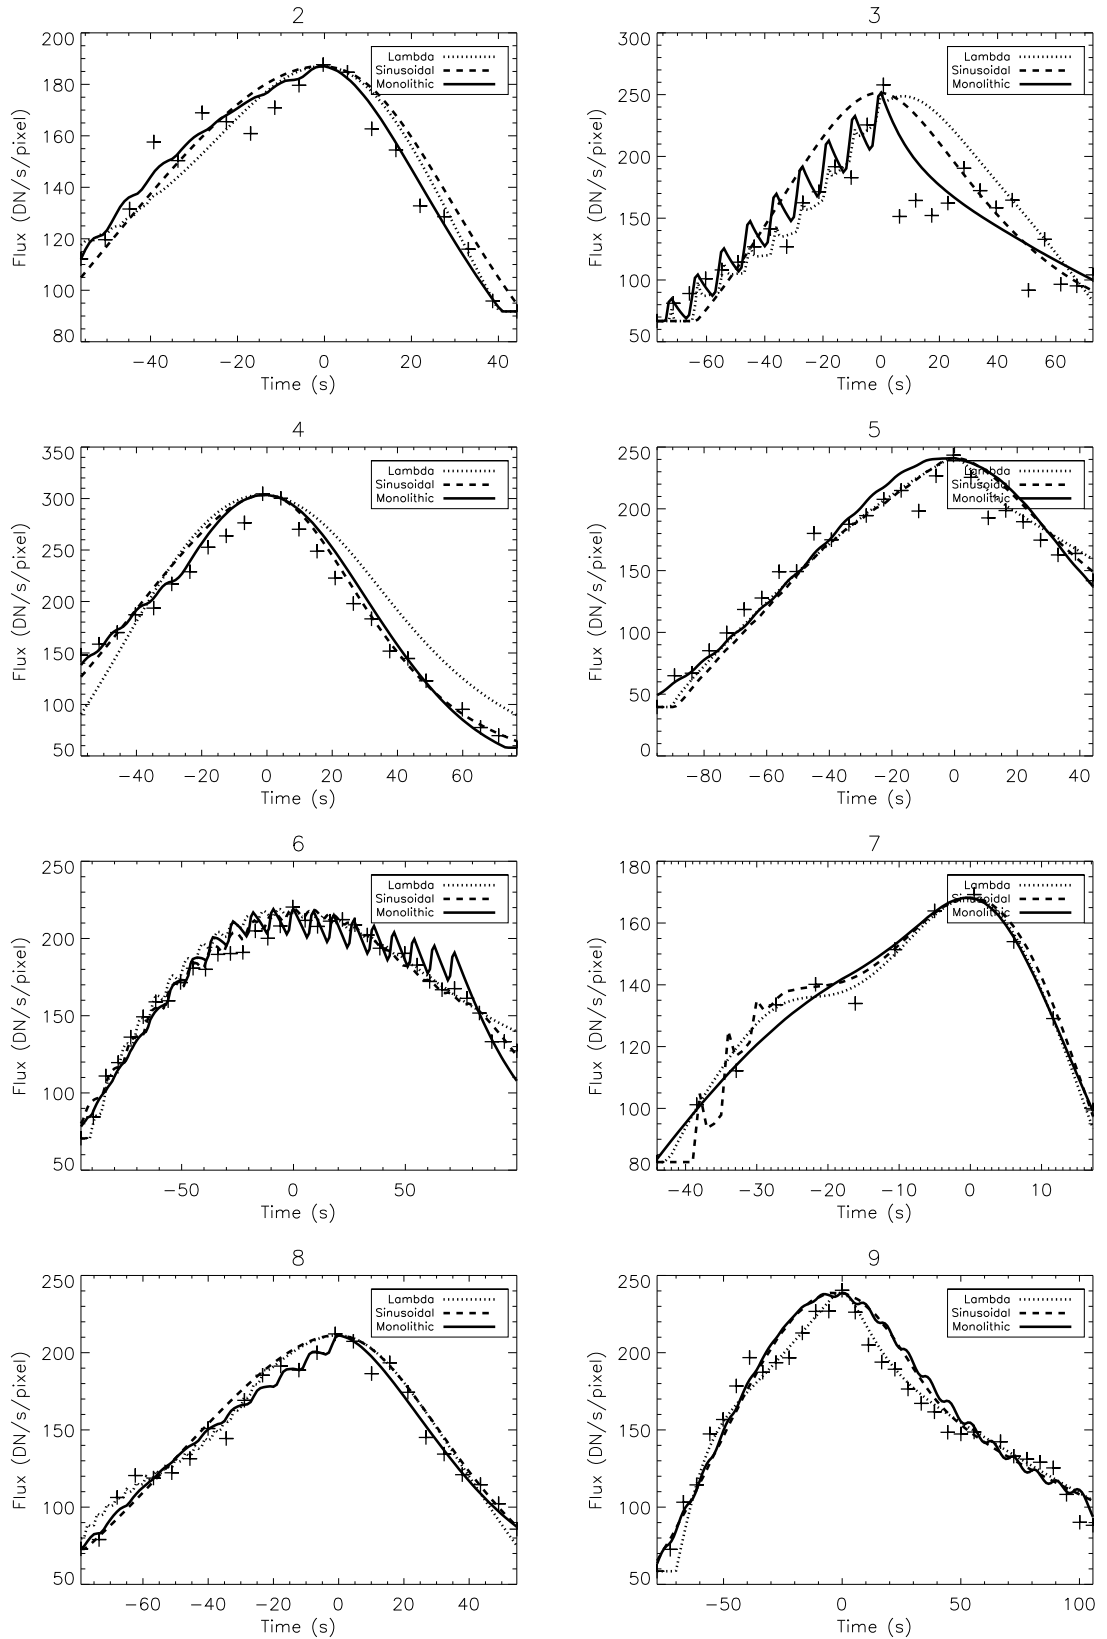 2
200
180
160
140
120
100
80
Flux (DN/s/pixel)
−40 −20 0 20 40
Time (s)
Lambda
Sinusoidal
Monolithic
3
300
250
200
150
100
50
Flux (DN/s/pixel)
−60 −40 −20 0 20 40 60
Time (s)
Lambda
Sinusoidal
Monolithic
4
350
300
250
200
150
100
50
Flux (DN/s/pixel)
−40 −20 0 20 40 60
Time (s)
Lambda
Sinusoidal
Monolithic
5
250
200
150
100
50
0
Flux (DN/s/pixel)
−80 −60 −40 −20 0 20 40
Time (s)
Lambda
Sinusoidal
Monolithic
6
250
200
150
100
50
Flux (DN/s/pixel)
−50 0 50
Time (s)
Lambda
Sinusoidal
Monolithic
7
180
160
140
120
100
80
Flux (DN/s/pixel)
−40 −30 −20 −10 0 10
Time (s)
Lambda
Sinusoidal
Monolithic
8
250
200
150
100
50
Flux (DN/s/pixel)
−60 −40 −20 0 20 40
Time (s)
Lambda
Sinusoidal
Monolithic
9
250
200
150
100
50
Flux (DN/s/pixel)
−50 0 50 100
Time (s)
Lambda
Sinusoidal
Monolithic